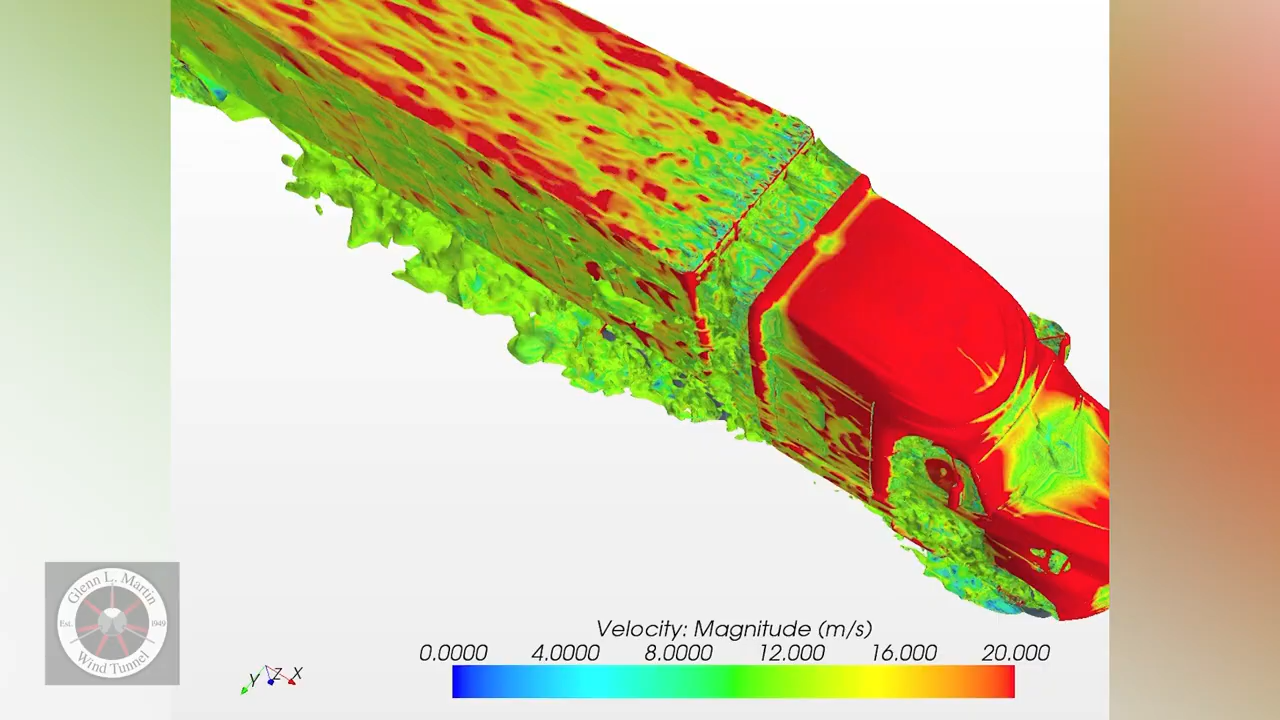 Glenn L. Martin
Est. 1949
Wind Tunnel
Velocity: Magnitude (m/s)
0.0000 4.0000 8.0000 12.000 16.000 20.000
Y Z X